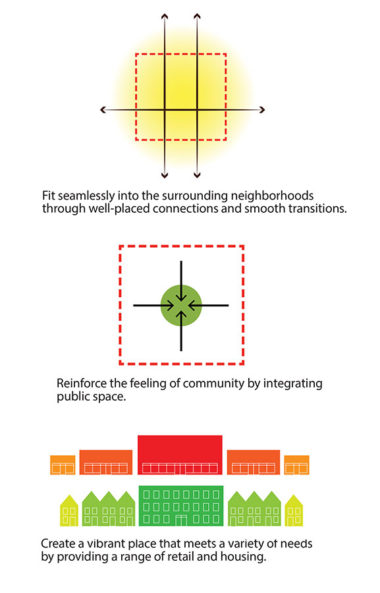 Fit seamlessly into the surrounding neighborhoods
through well-placed connections and smooth transitions.
Reinforce the feeling of community by integrating
public space.
Create a vibrant place that meets a variety of needs
by providing a range of retail and housing.